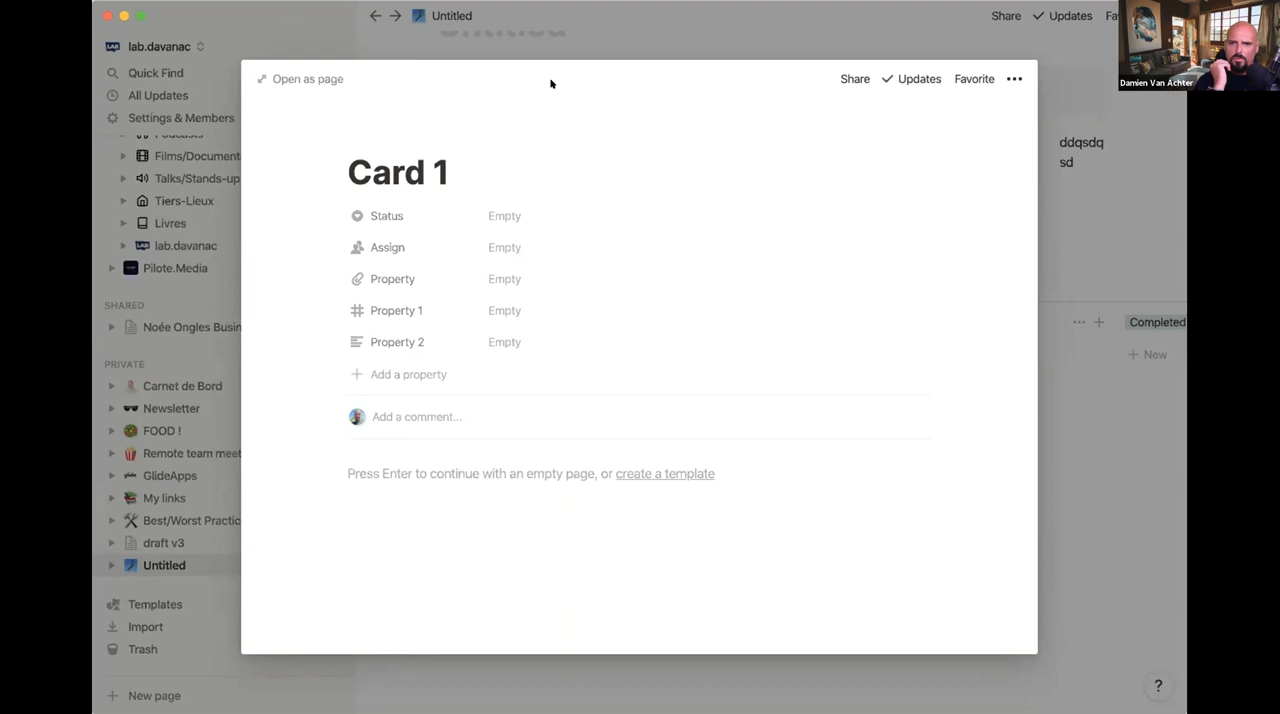 Untitled
Share
Updates
Fa
lab.davanac
Quick Find
All Updates
Settings & Members
Podcasts
Films/Document
Talks/Stands-up
Tiers-Lieux
Livres
lab.davanac
Pilote.Media
SHARED
Noée Ongles Busin
PRIVATE
Carnet de Bord
Newsletter
FOOD !
Remote team meet
GlideApps
My links
Best/Worst Practic
draft v3
Untitled
Templates
Import
Trash
New page
Open as page
Share
Updates
Favorite
Card 1
Status Empty
Assign Empty
Property Empty
Property 1 Empty
Property 2 Empty
Add a property
Add a comment...
Press Enter to continue with an empty page, or create a template
ddqsdq
sd
Completed
New
?
Damien Van Achter